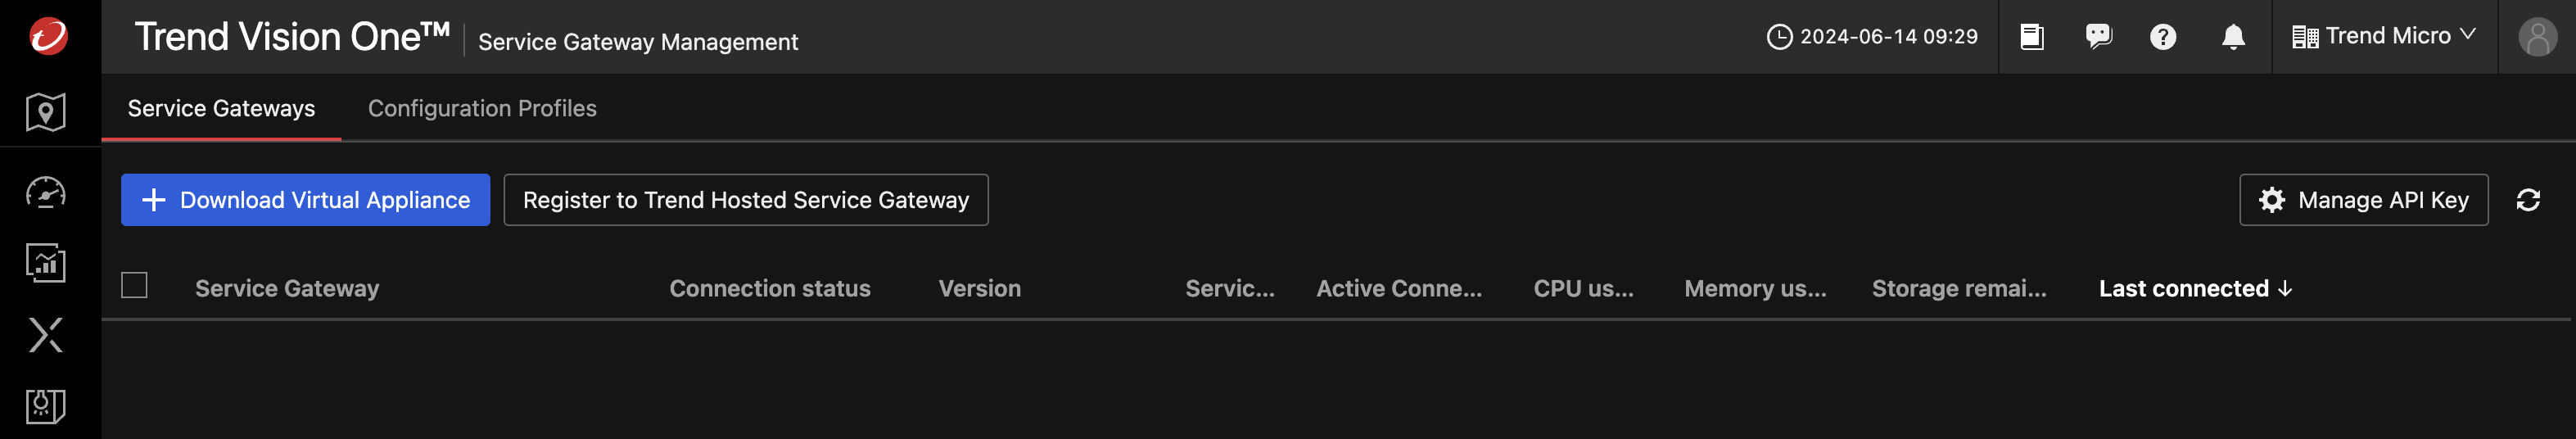 Trend Vision One™ Service Gateway Management 2024-06-14 09:29 Trend Micro
Service Gateways Configuration Profiles
Download Virtual Appliance Register to Trend Hosted Service Gateway Manage API Key
Service Gateway Connection status Version Servic... Active Conne... CPU us... Memory us... Storage remai... Last connected